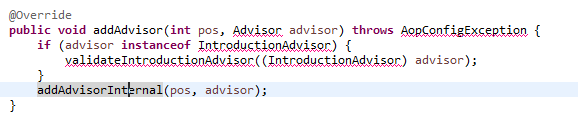 @Override
public void addAdvisor(int pos, Advisor advisor) throws AopConfigException {
if (advisor instanceof IntroductionAdvisor) {
validateIntroductionAdvisor((IntroductionAdvisor) advisor);
}
addAdvisorInternal(pos, advisor);
}